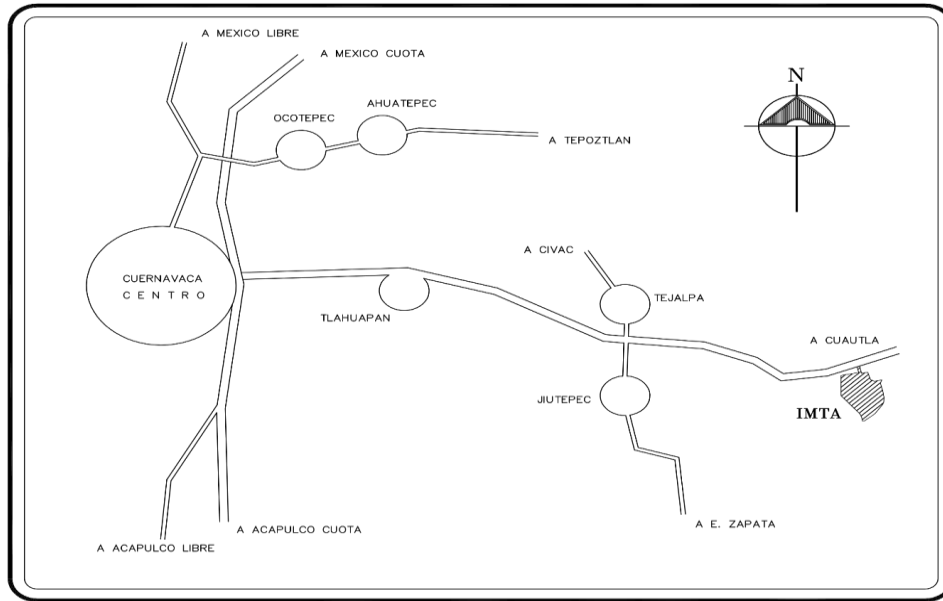 A MEXICO LIBRE
A MEXICO CUOTA
N
AHUATEPEC
OCOTEPEC
A TEPOZTLAN
A CIVAC
CUERNAVACA
CENTRO
TEJALPA
TLAHUAPAN
A CUAUTLA
JIUTEPEC
IMTA
A E. ZAPATA
A ACAPULCO CUOTA
A ACAPULCO LIBRE